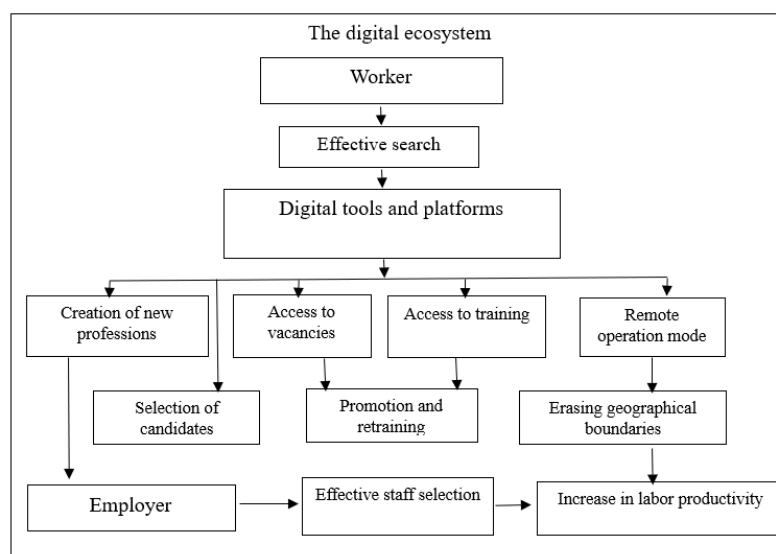 The digital ecosystem
Worker
Effective search
Digital tools and platforms
Creation of new
professions
Access to
vacancies
Access to training
Remote
operation mode
Selection of
candidates
Promotion and
retraining
Erasing geographical
boundaries
Employer
Effective staff selection
Increase in labor productivity